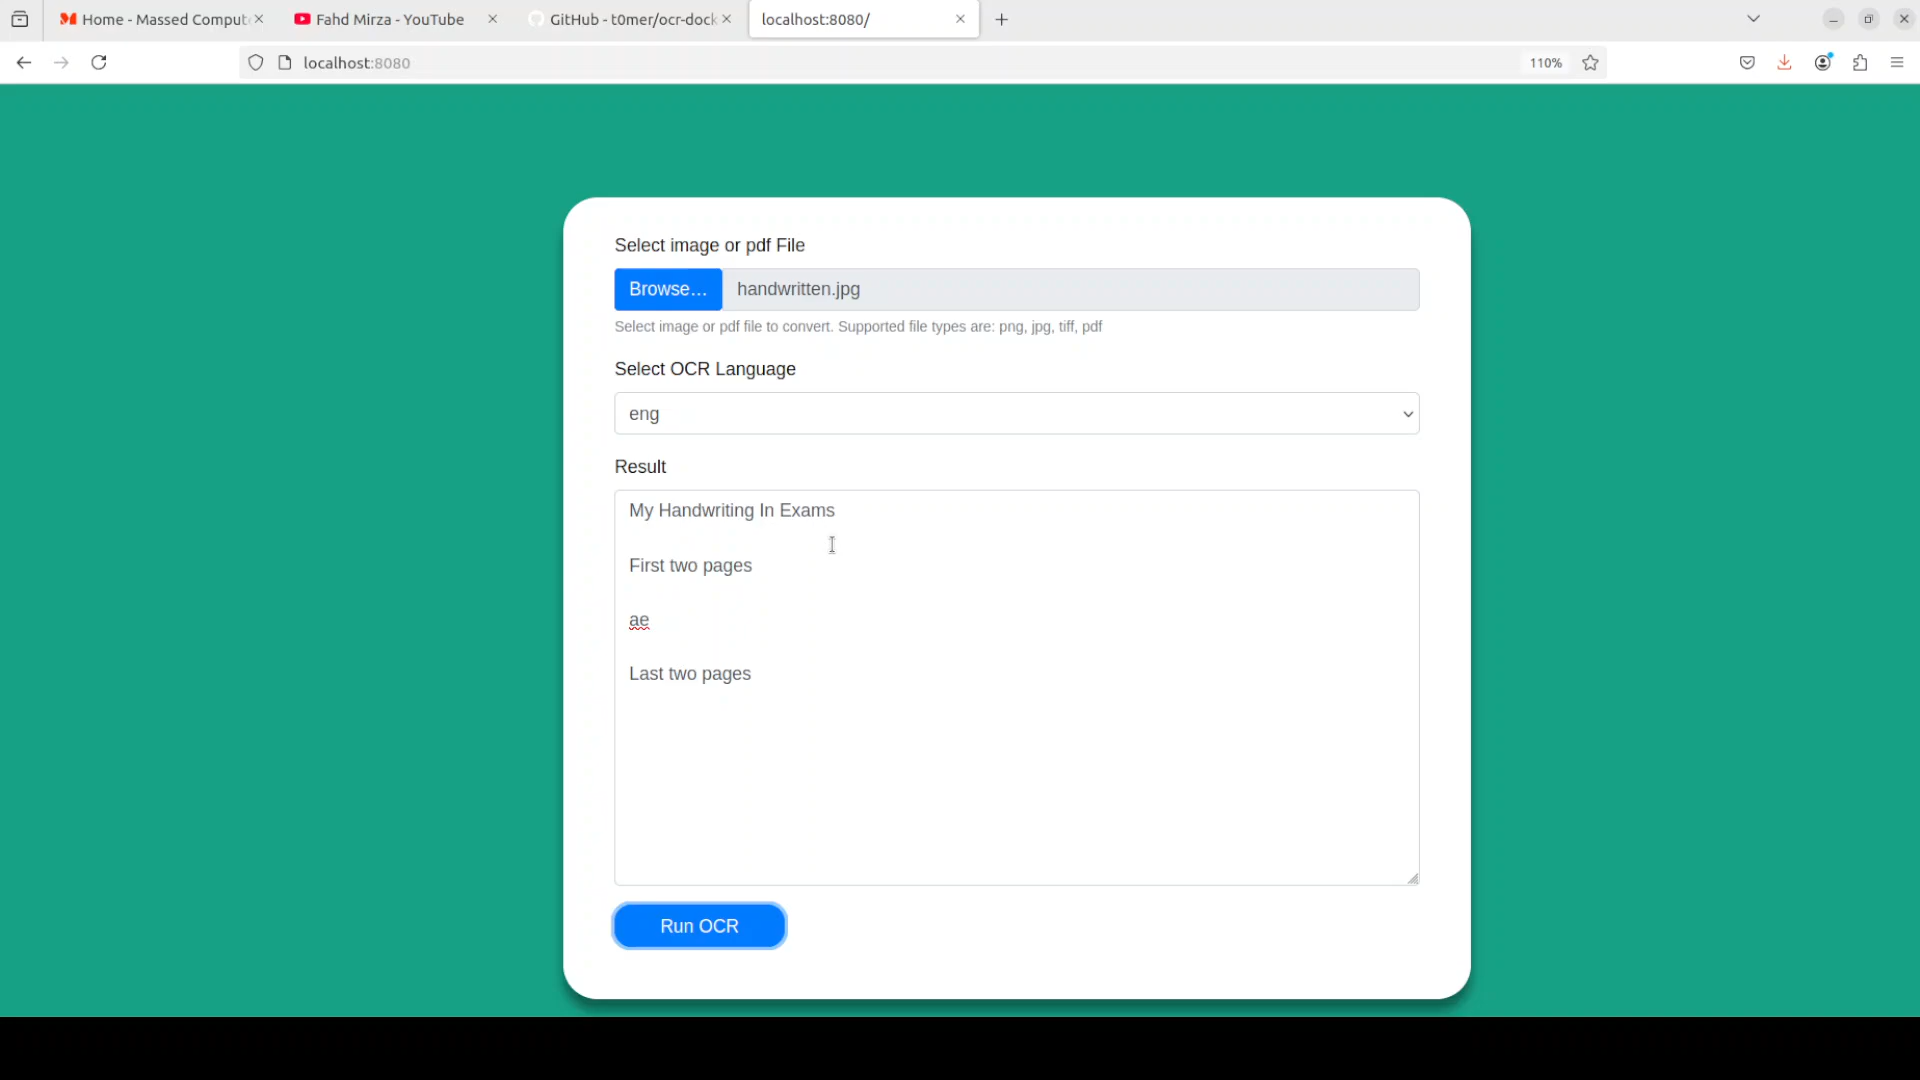 Home - Massed Comput
Fahd Mirza - YouTube
GitHub - t0mer/ocr-dock
localhost:8080/
localhost:8080
110%
Select image or pdf File
Browse...
handwritten.jpg
Select image or pdf file to convert. Supported file types are: png, jpg, tiff, pdf
Select OCR Language
eng
Result
My Handwriting In Exams
First two pages
ae
Last two pages
Run OCR